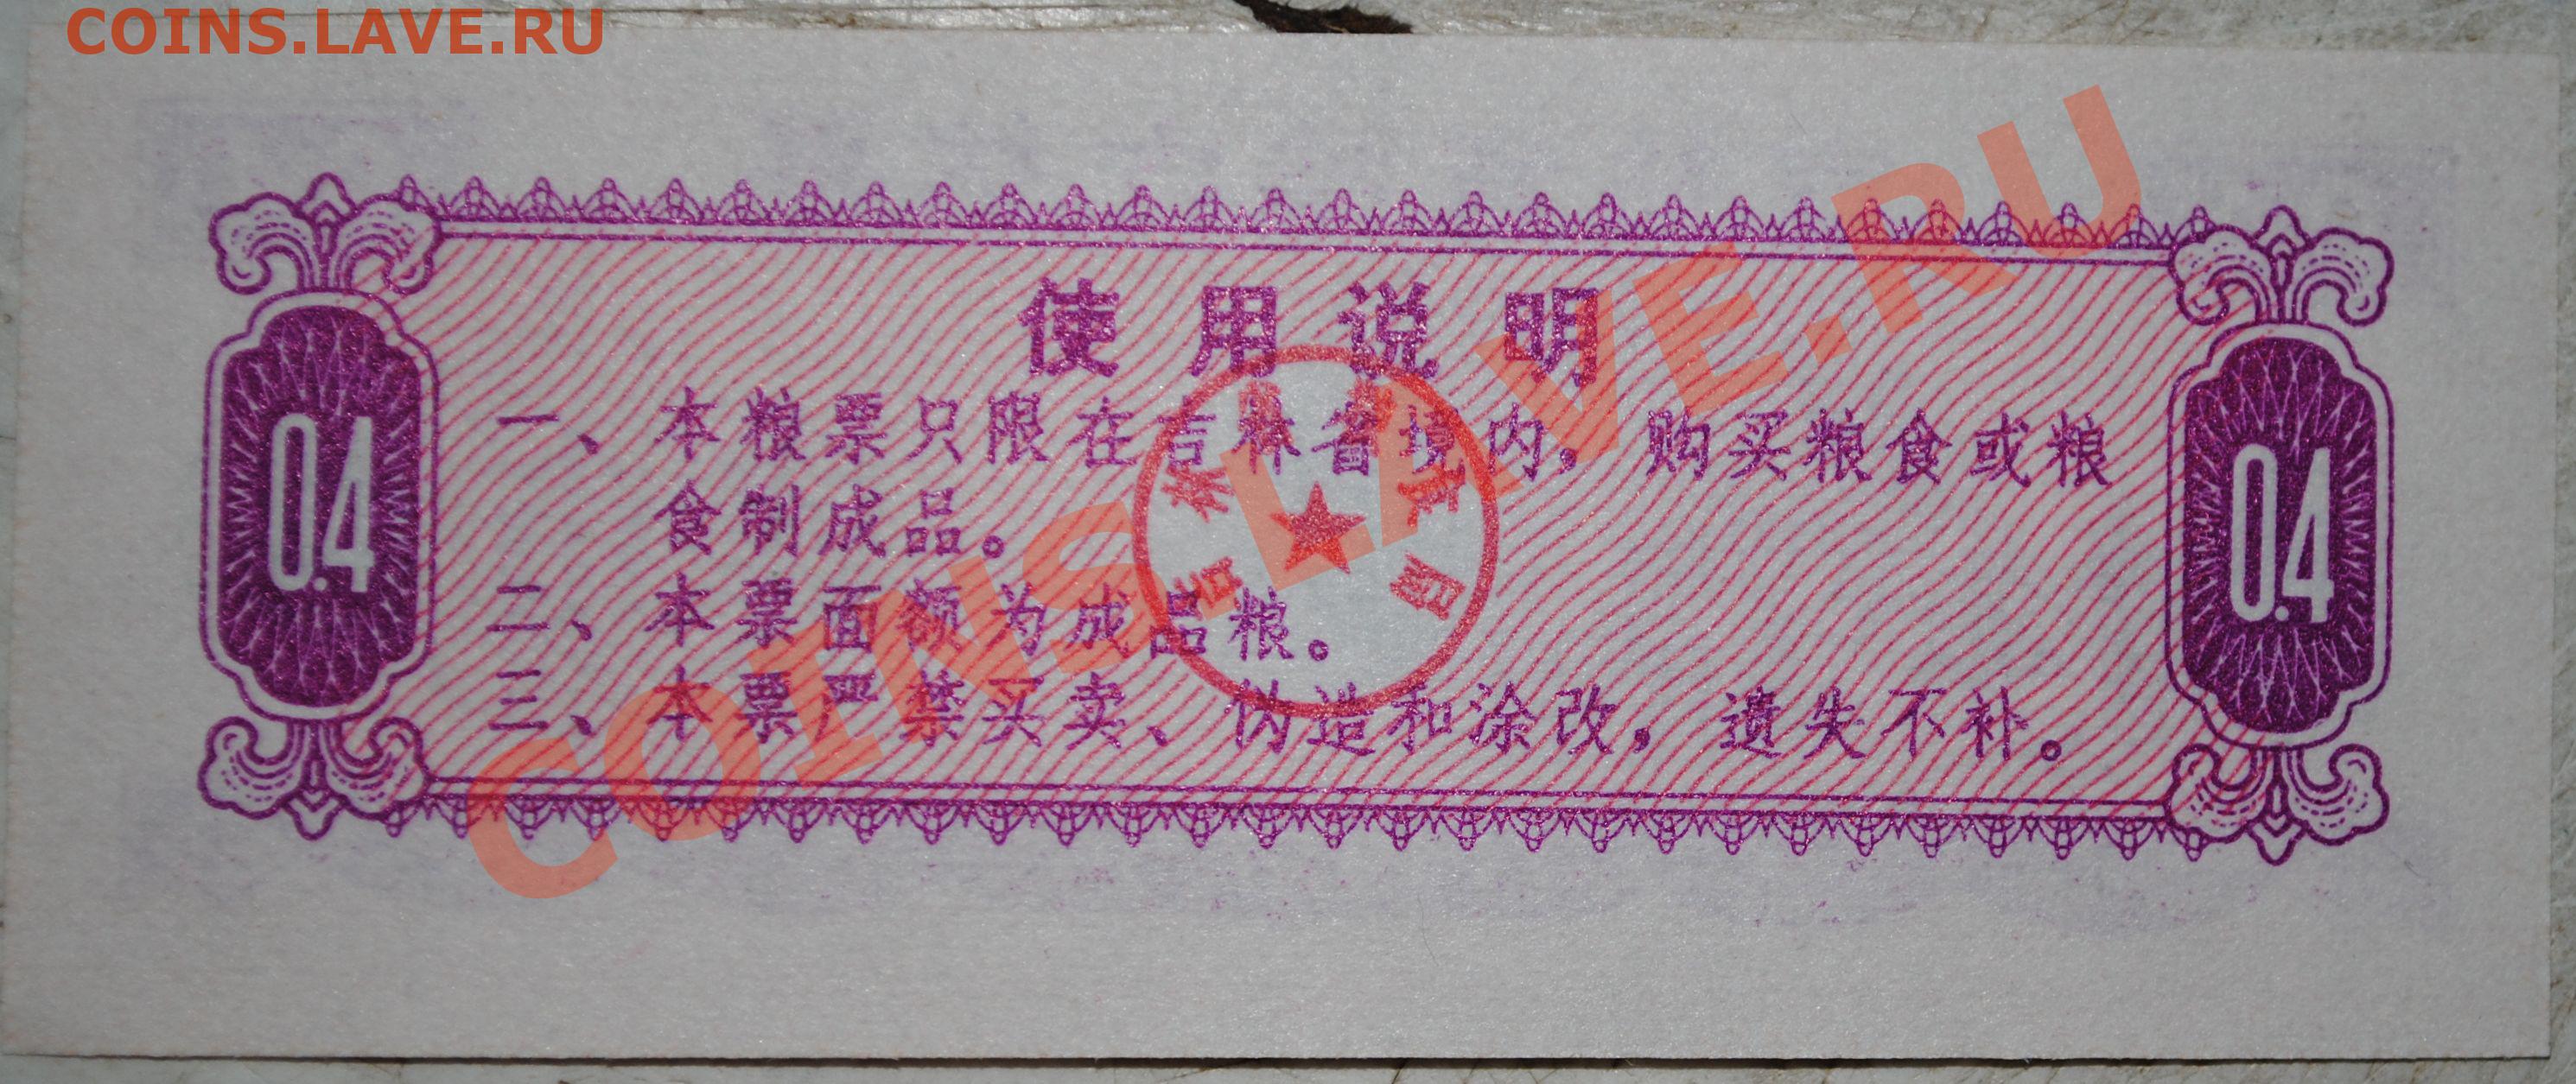 COINS.LAVE.RU
使用说明
一、本粮票只限在吉林省境内，购买粮食或粮
食制成品。
二、本票面额为成品粮。
三、本票严禁买卖、伪造和涂改，遗失不补。
0.4
0.4
COINS.LAVE.RU